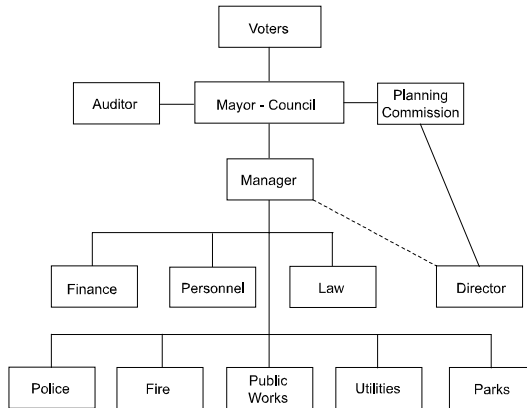 Voters
Auditor
Mayor - Council
Planning
Commission
Manager
Finance
Personnel
Law
Director
Police
Fire
Public
Works
Utilities
Parks